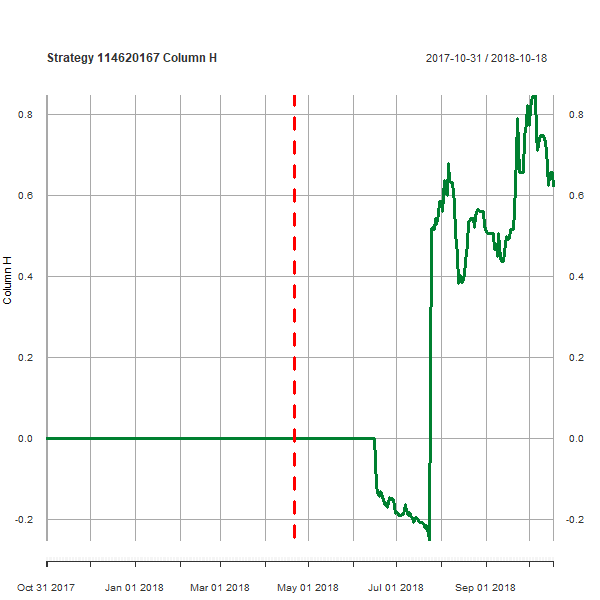 Strategy 114620167 Column H
2017-10-31 / 2018-10-18
0.8
0.8
0.6
0.6
0.4
0.4
0.2
0.2
0.0
0.0
-0.2
-0.2
Column H
Oct 31 2017
Jan 01 2018
Mar 01 2018
May 01 2018
Jul 01 2018
Sep 01 2018